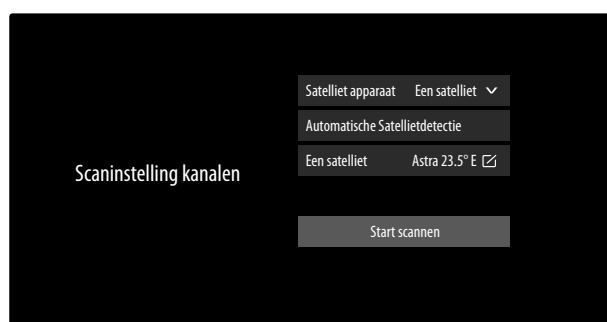 Satelliet apparaat Een satelliet
Automatische Satellietdetectie
Een satelliet Astra 23.5° E
Scaninstelling kanalen
Start scannen